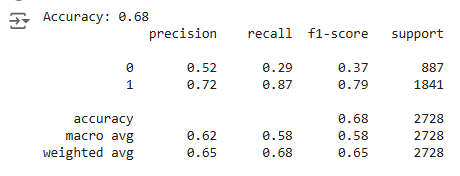 Accuracy: 0.68
precision recall f1-score support
0 0.52 0.29 0.37 887
1 0.72 0.87 0.79 1841
accuracy 0.68 2728
macro avg 0.62 0.58 0.58 2728
weighted avg 0.65 0.68 0.65 2728